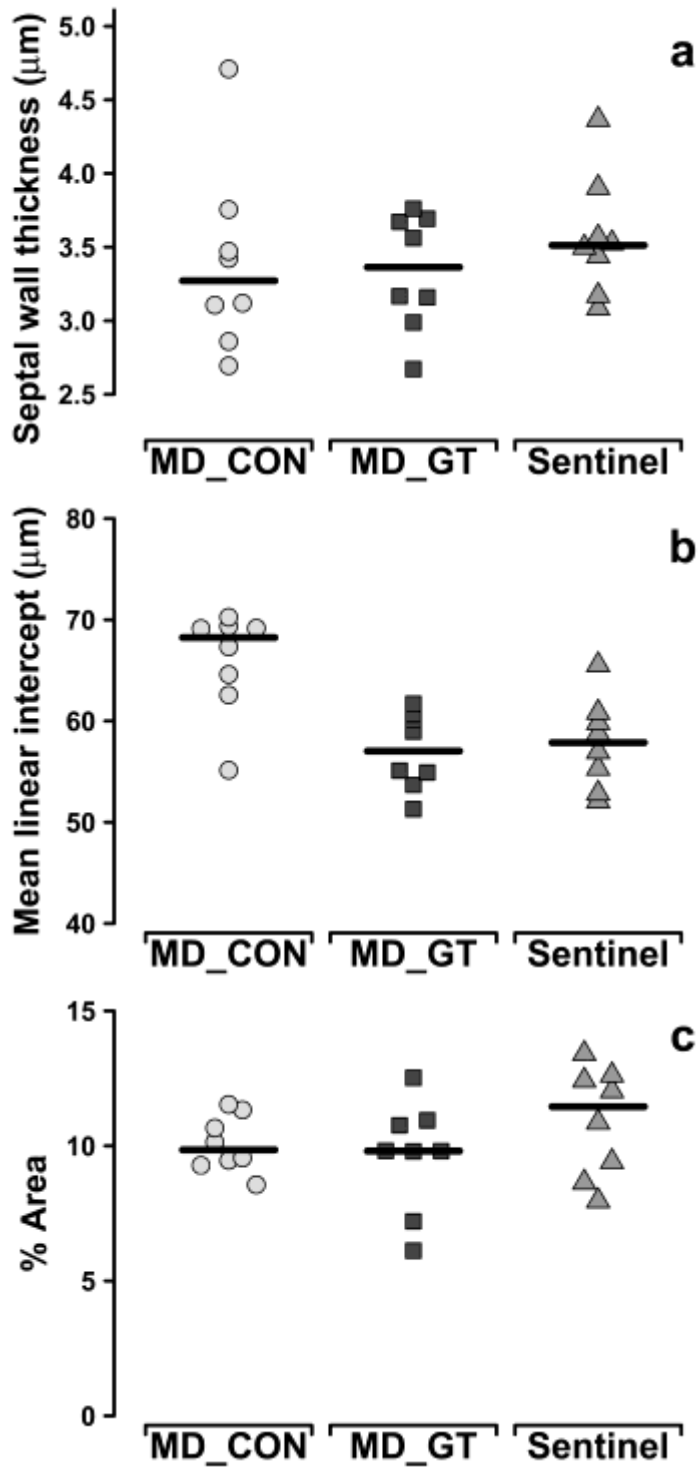 a
Septal wall thickness (μm)
5.0
4.5
4.0
3.5
3.0
2.5
MD_CON MD_GT Sentinel
b
Mean linear intercept (μm)
80
70
60
50
40
MD_CON MD_GT Sentinel
c
% Area
15
10
5
0
MD_CON MD_GT Sentinel